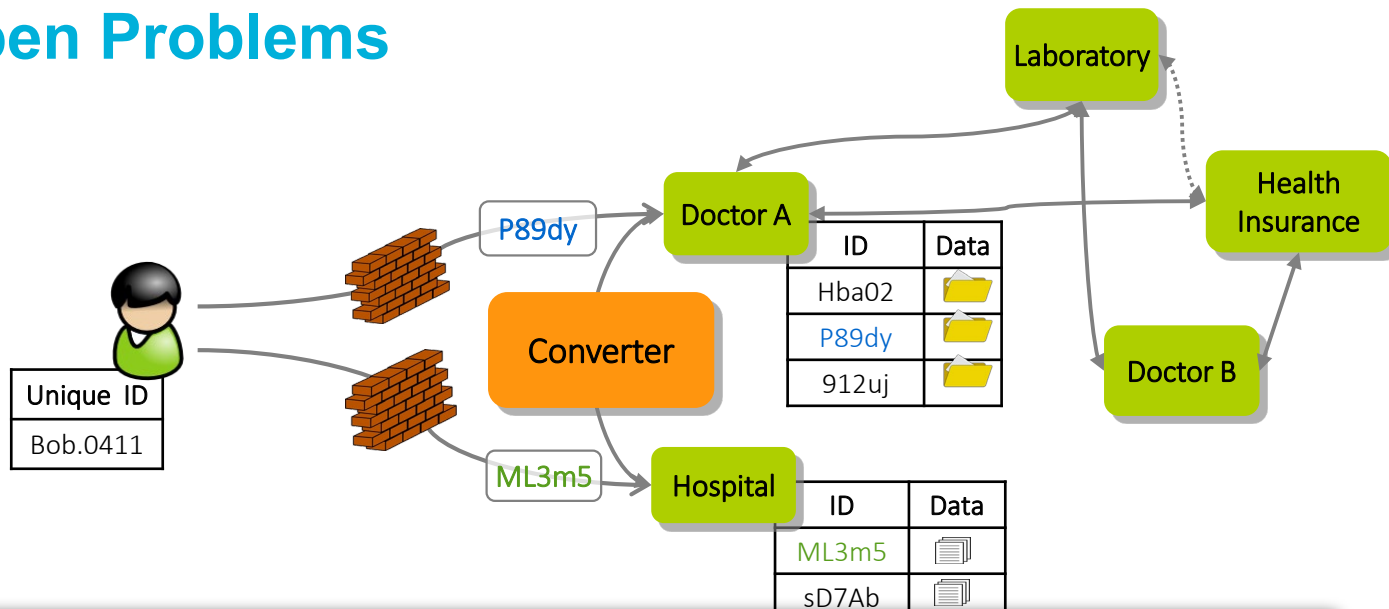 pen Problems
Laboratory
Health
Insurance
Doctor A
P89dy
ID Data
Hba02
P89dy
912uj
Converter
Doctor B
Unique ID
Bob.0411
ML3m5
Hospital
ID Data
ML3m5
sD7Ab